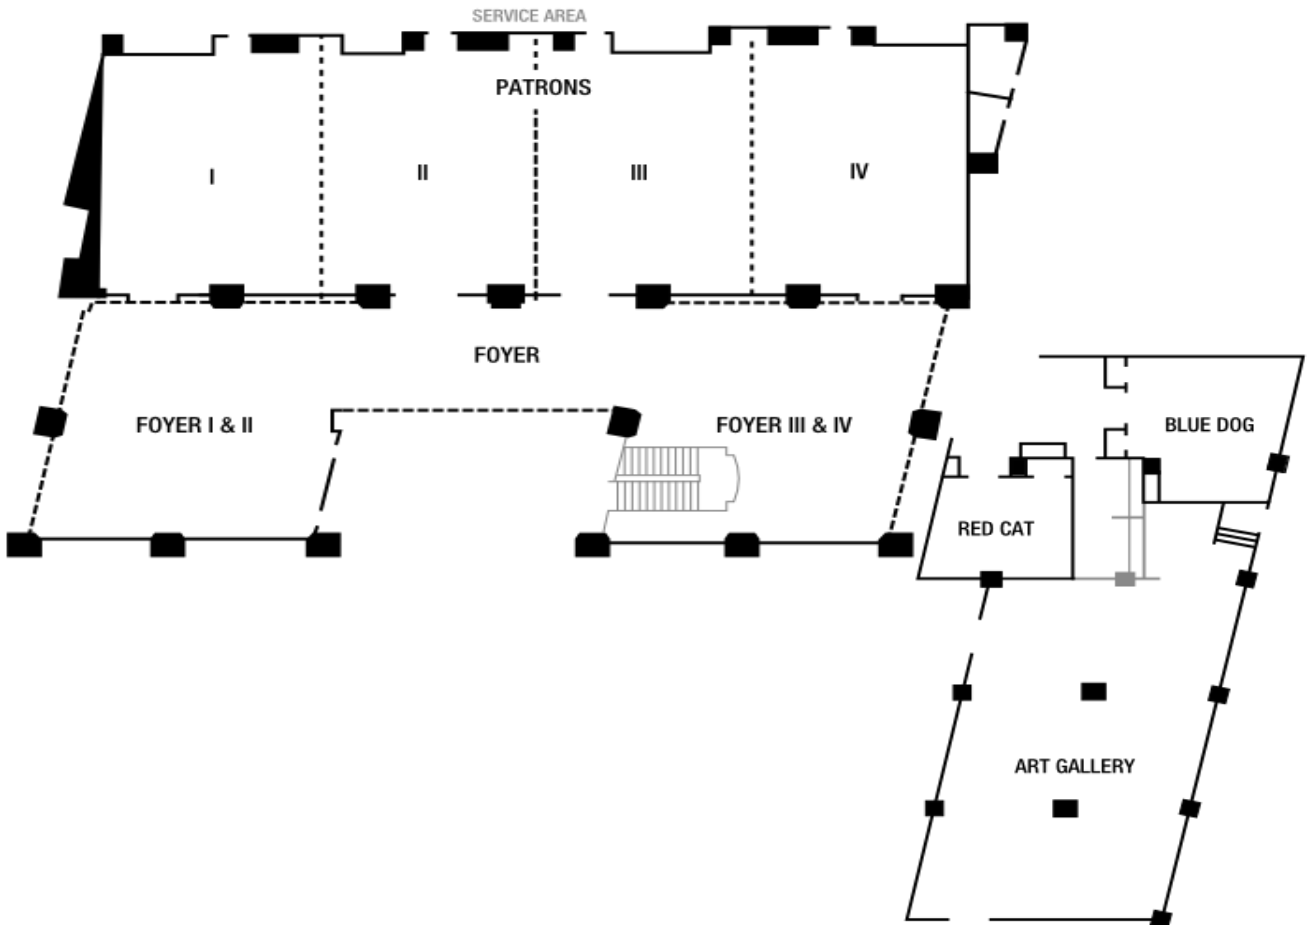 SERVICE AREA
PATRONS
I
II
III
IV
FOYER
FOYER I & II
FOYER III & IV
BLUE DOG
RED CAT
ART GALLERY